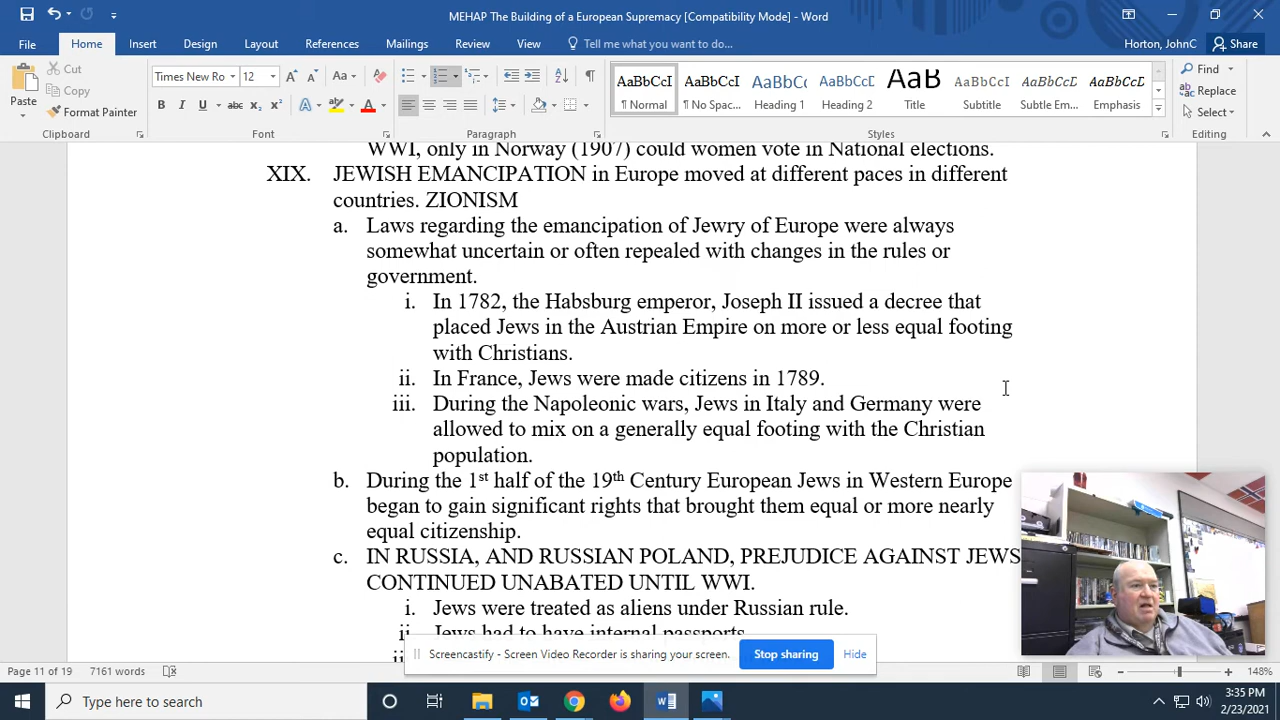 MEHAP The Building of a European Supremacy [Compatibility Mode] - Word
File Home Insert Design Layout References Mailings Review View Tell me what you want to do... Horton, JohnC Share
Cut
Copy
Format Painter
Paste
Clipboard
Times New Ro 12
Font
Paragraph
AaBbCcI AaBbCcI AaBbCc AaBbCcI AaB AaBbCcI AaBbCcI AaBbCcI
¶ Normal ¶ No Spac... Heading 1 Heading 2 Title Subtitle Subtle Em... Emphasis
Styles
Find
Replace
Select
Editing
WWI, only in Norway (1907) could women vote in National elections.
XIX. JEWISH EMANCIPATION in Europe moved at different paces in different
countries. ZIONISM
a. Laws regarding the emancipation of Jewry of Europe were always
somewhat uncertain or often repealed with changes in the rules or
government.
i. In 1782, the Habsburg emperor, Joseph II issued a decree that
placed Jews in the Austrian Empire on more or less equal footing
with Christians.
ii. In France, Jews were made citizens in 1789.
iii. During the Napoleonic wars, Jews in Italy and Germany were
allowed to mix on a generally equal footing with the Christian
population.
b. During the 1st half of the 19th Century European Jews in Western Europe
began to gain significant rights that brought them equal or more nearly
equal citizenship.
c. IN RUSSIA, AND RUSSIAN POLAND, PREJUDICE AGAINST JEWS
CONTINUED UNABATED UNTIL WWI.
i. Jews were treated as aliens under Russian rule.
ii. Jews had to have internal passports
Screencastify - Screen Video Recorder is sharing your screen. Stop sharing Hide
Page 11 of 19 7161 words 148%
Type here to search
3:35 PM
2/23/2021